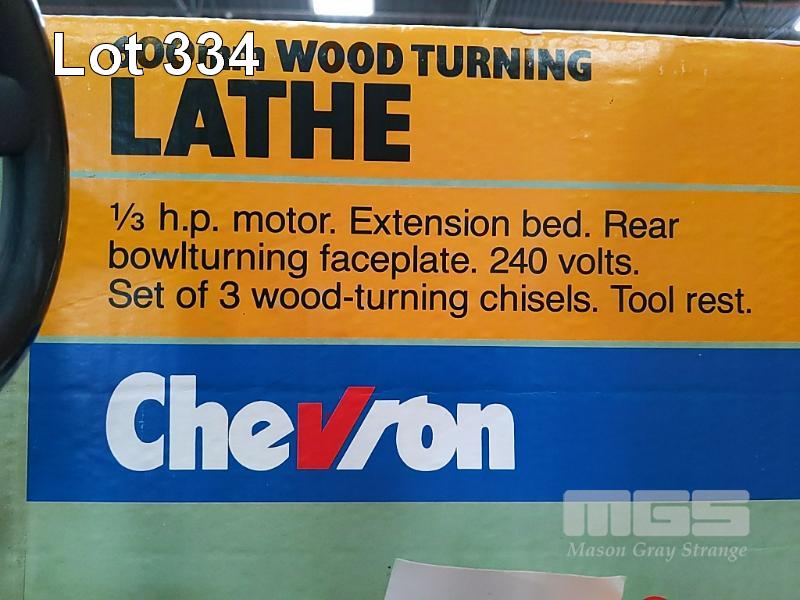 Lot 334
mm WOOD TURNING
LATHE
⅓ h.p. motor. Extension bed. Rear
bowlturning faceplate. 240 volts.
Set of 3 wood-turning chisels. Tool rest.
Chevron
MGS
Mason Gray Strange